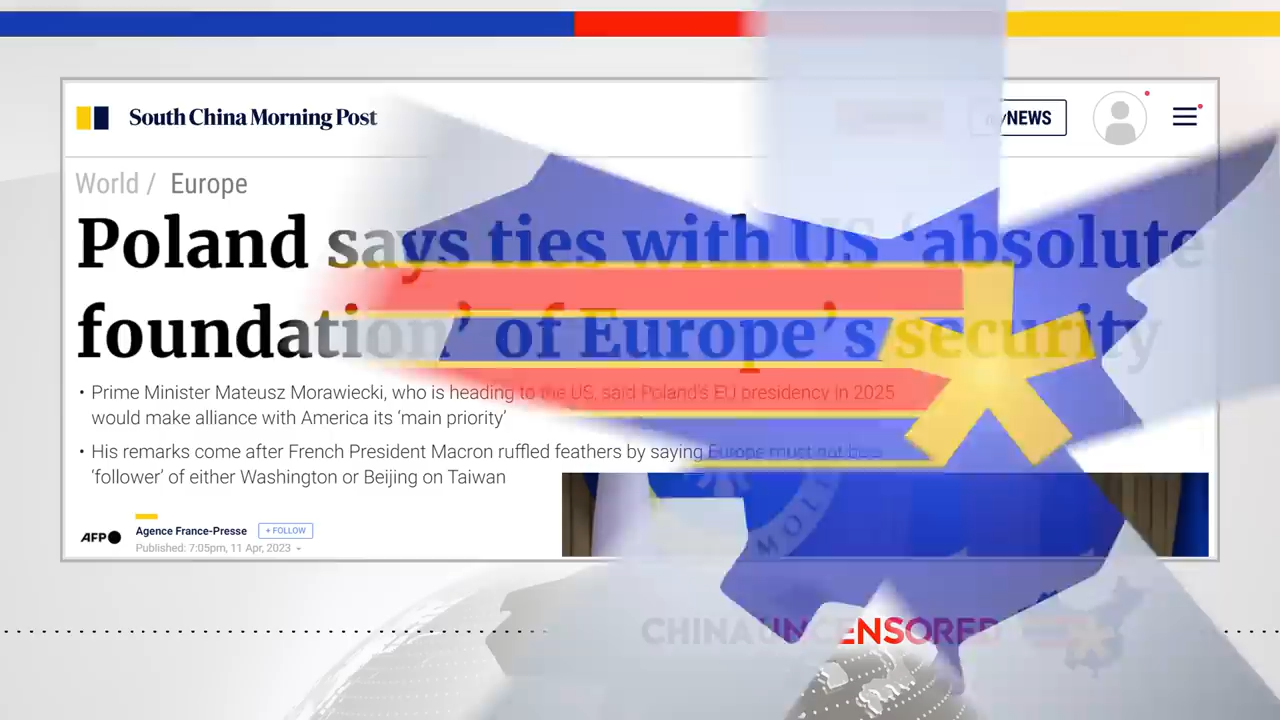 South China Morning Post
NEWS
World / Europe
Poland says ties with US ‘absolute
foundation’ of Europe’s security
• Prime Minister Mateusz Morawiecki, who is heading to the US, said Poland's EU presidency in 2025
would make alliance with America its ‘main priority’
• His remarks come after French President Macron ruffled feathers by saying Europe must not be a
‘follower’ of either Washington or Beijing on Taiwan
AFP
Agence France-Presse + FOLLOW
Published: 7:05pm, 11 Apr, 2023
CHINA UNCENSORED